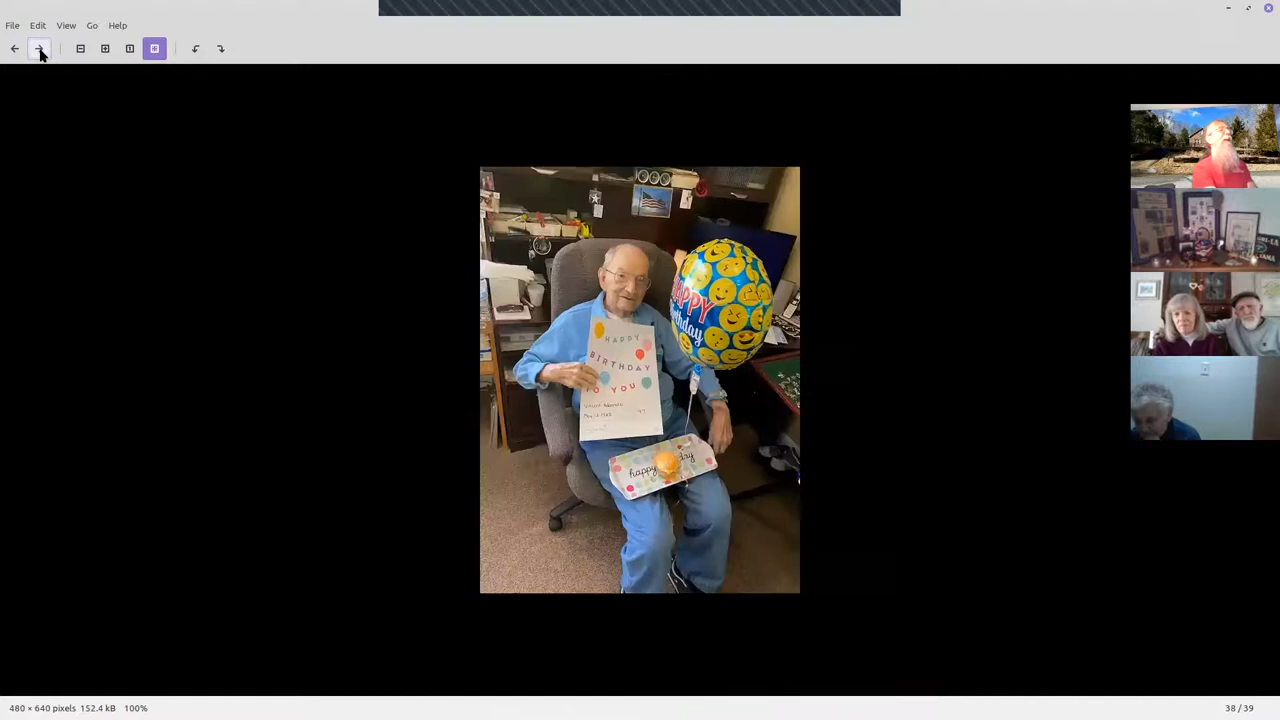 File Edit View Go Help
HAPPY
BIRTHDAY
TO YOU
HAPPY
Birthday
happy day
480 × 640 pixels 152.4 kB 100%
38 / 39